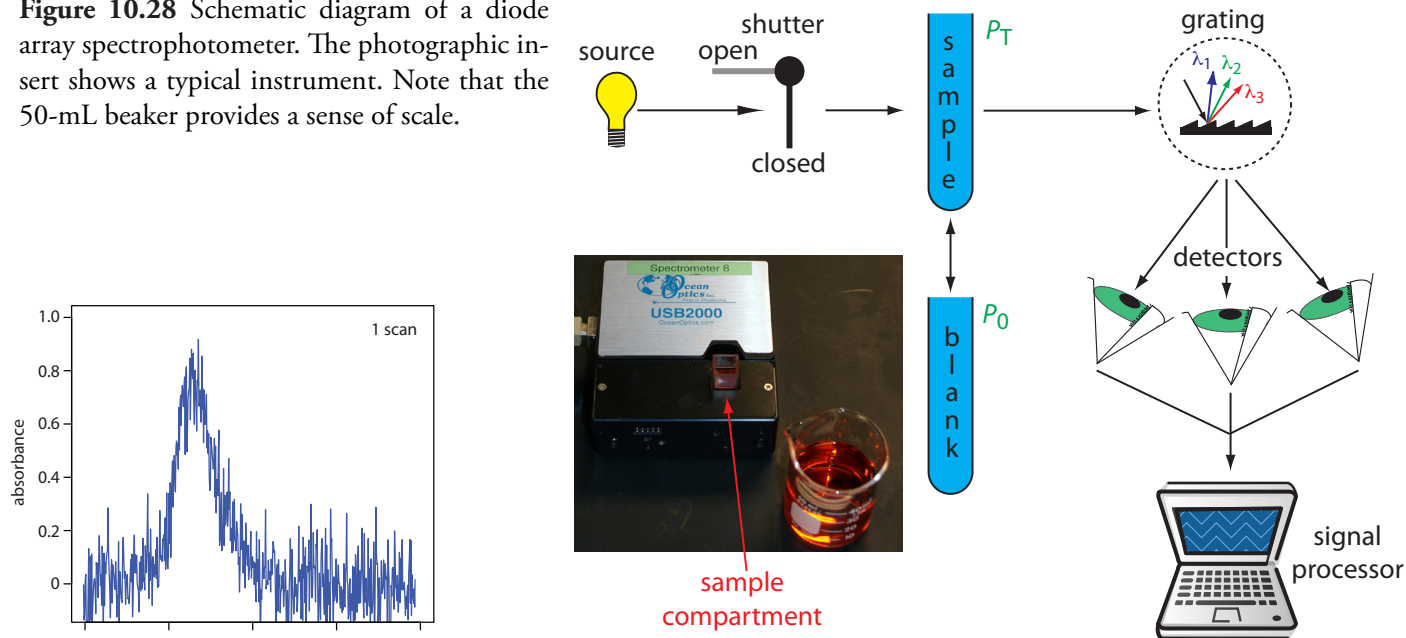 Figure 10.28 Schematic diagram of a diode
array spectrophotometer. The photographic in-
sert shows a typical instrument. Note that the
50-mL beaker provides a sense of scale.
source
shutter
open
closed
sample
P_T
grating
λ1
λ2
λ3
detectors
blank
P_0
signal
processor
Spectrometer 8
Ocean
Optics Inc.
USB2000
OceanOptics.com
sample
compartment
1 scan
absorbance
1.0
0.8
0.6
0.4
0.2
0